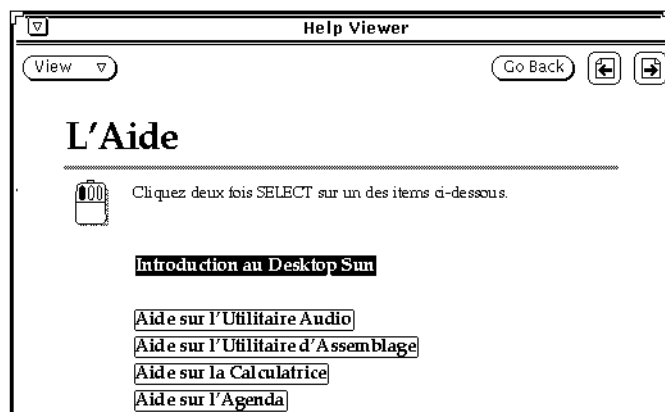 Help Viewer
View
Go Back
L'Aide
Cliquez deux fois SELECT sur un des items ci-dessous.
Introduction au Desktop Sun
Aide sur l'Utilitaire Audio
Aide sur l'Utilitaire d'Assemblage
Aide sur la Calculatrice
Aide sur l'Agenda